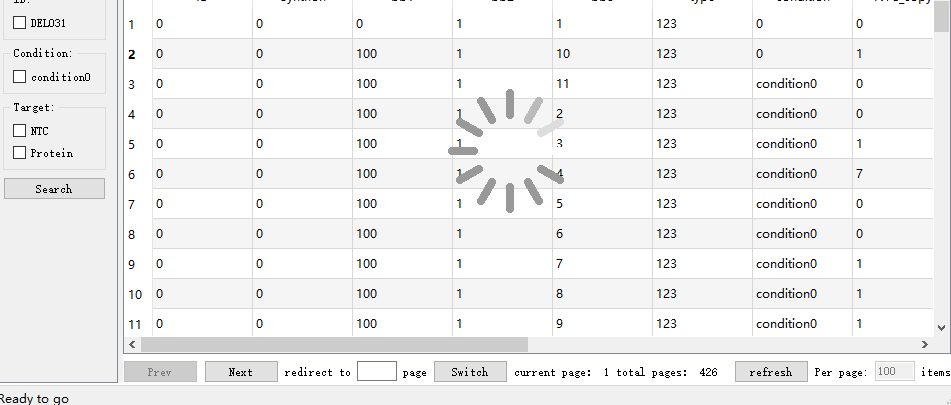 ID:
DEL031
Condition:
condition0
Target:
NTC
Protein
Search
1 0 0 0 1 1 123 0 0
2 0 0 100 1 10 123 0 1
3 0 0 100 1 11 123 condition0 0
4 0 0 100 1 2 123 condition0 0
5 0 0 100 1 3 123 condition0 1
6 0 0 100 1 4 123 condition0 7
7 0 0 100 1 5 123 condition0 0
8 0 0 100 1 6 123 condition0 0
9 0 0 100 1 7 123 condition0 1
10 0 0 100 1 8 123 condition0 1
11 0 0 100 1 9 123 condition0 1
Prev Next redirect to page Switch current page: 1 total pages: 426 refresh Per page: 100 items
Ready to go